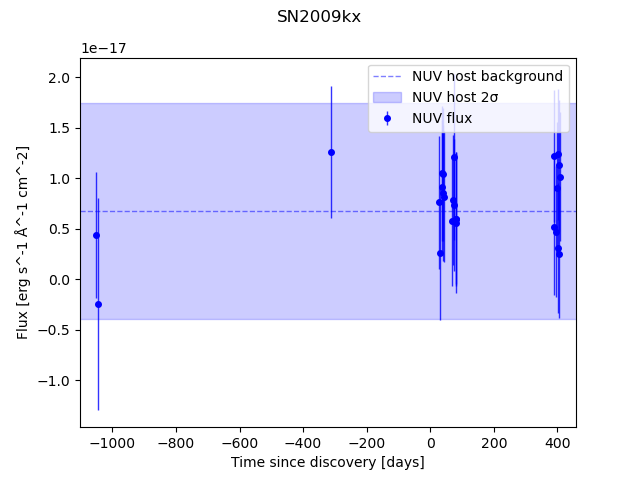 SN2009kx
1e−17
NUV host background
NUV host 2σ
NUV flux
2.0
1.5
1.0
0.5
0.0
−0.5
−1.0
Flux [erg s^-1 Å^-1 cm^-2]
−1000 −800 −600 −400 −200 0 200 400
Time since discovery [days]